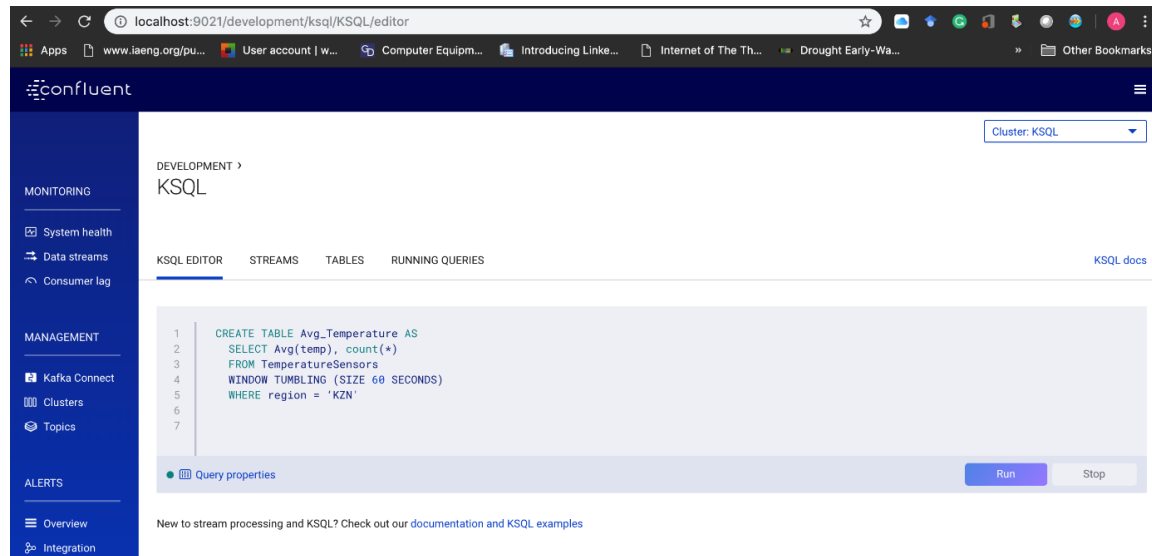 localhost:9021/development/ksql/KSQL/editor
A
Apps www.iaeng.org/pu... User account | w... Computer Equipm... Introducing Linke... Internet of The Th... Drought Early-Wa... » Other Bookmarks
confluent
Cluster: KSQL
DEVELOPMENT ›
KSQL
MONITORING
System health
Data streams
Consumer lag
KSQL EDITOR STREAMS TABLES RUNNING QUERIES KSQL docs
MANAGEMENT
Kafka Connect
Clusters
Topics
1 CREATE TABLE Avg_Temperature AS
2 SELECT Avg(temp), count(*)
3 FROM TemperatureSensors
4 WINDOW TUMBLING (SIZE 60 SECONDS)
5 WHERE region = ‘KZN'
6
7
Query properties Run Stop
ALERTS
Overview
Integration
New to stream processing and KSQL? Check out our documentation and KSQL examples